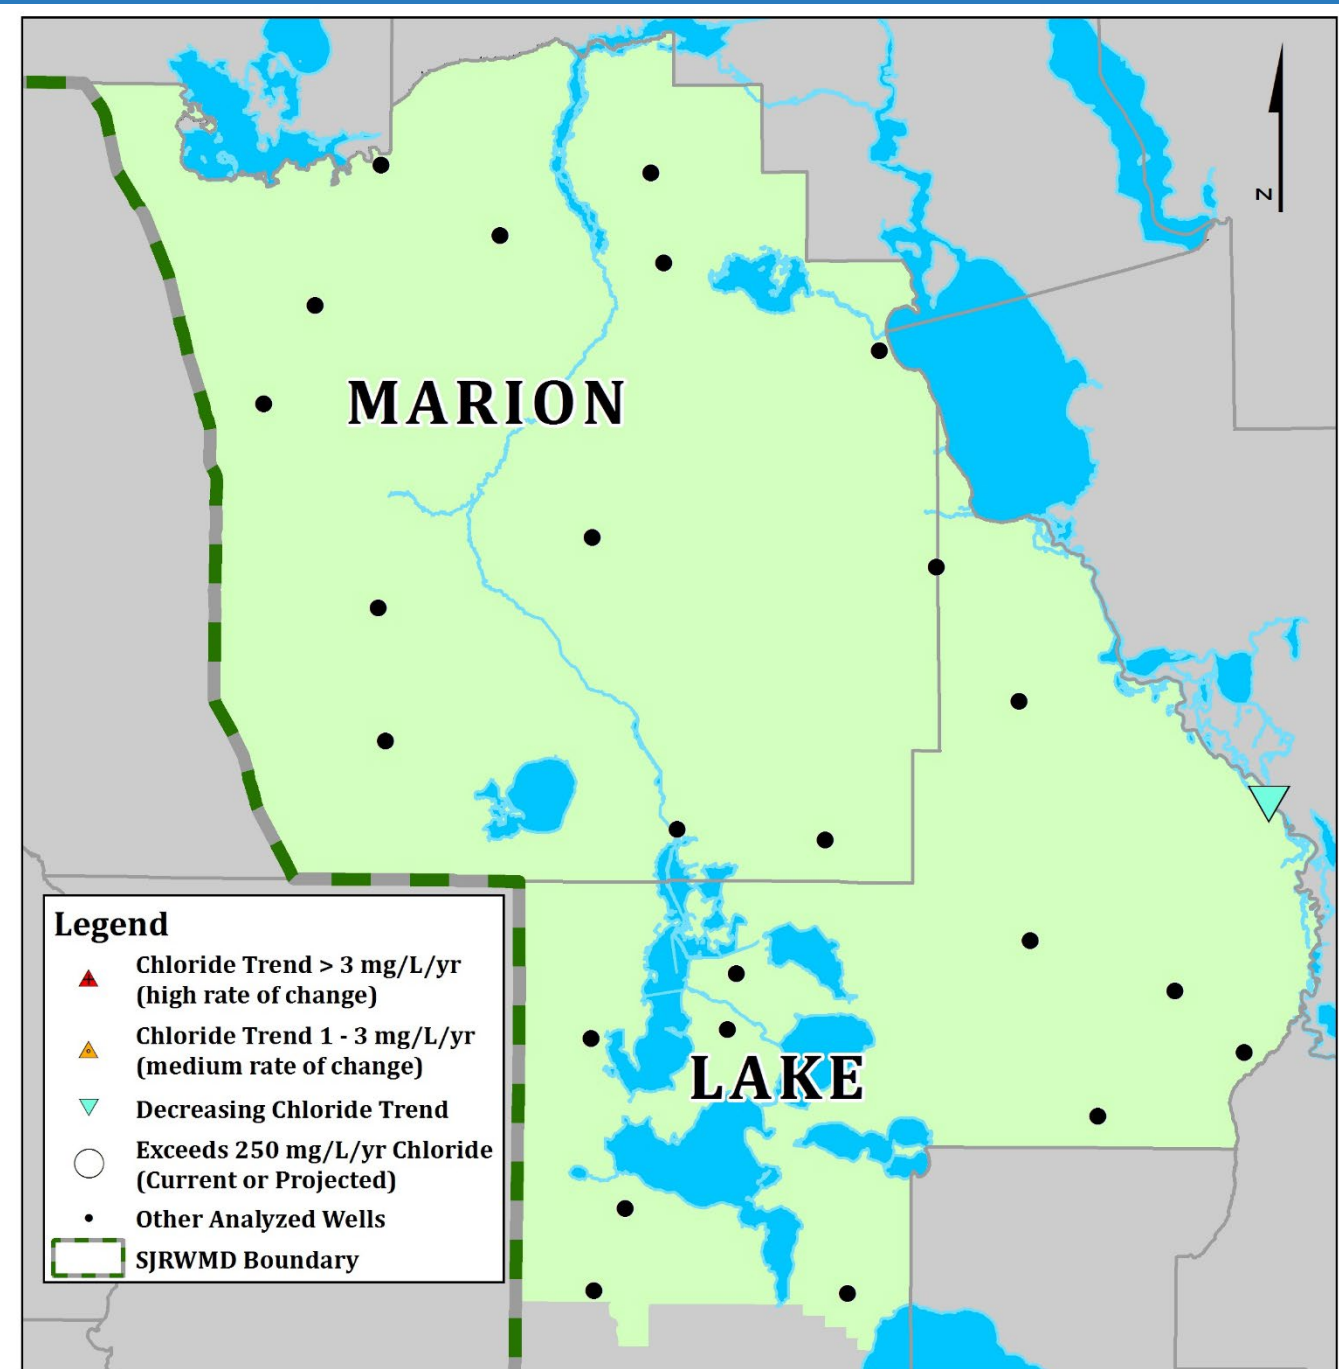 N
MARION
LAKE
Legend
Chloride Trend > 3 mg/L/yr
(high rate of change)
Chloride Trend 1 - 3 mg/L/yr
(medium rate of change)
Decreasing Chloride Trend
Exceeds 250 mg/L/yr Chloride
(Current or Projected)
Other Analyzed Wells
SJRWMD Boundary